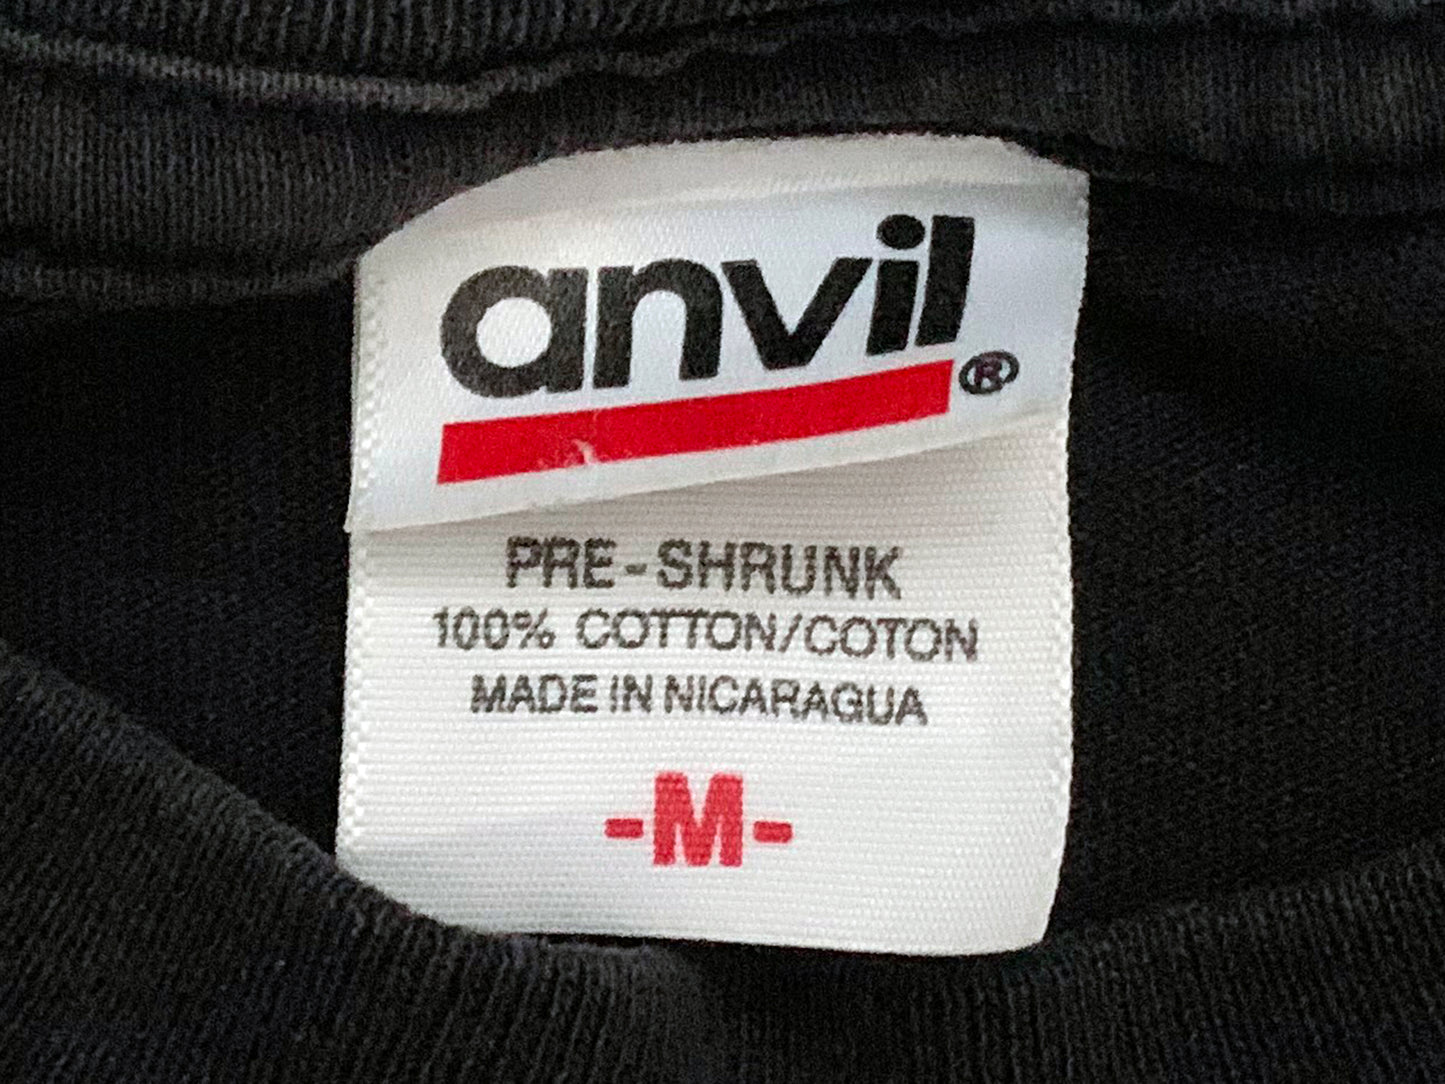 anvil®
PRE-SHRUNK
100% COTTON/COTON
MADE IN NICARAGUA
-M-